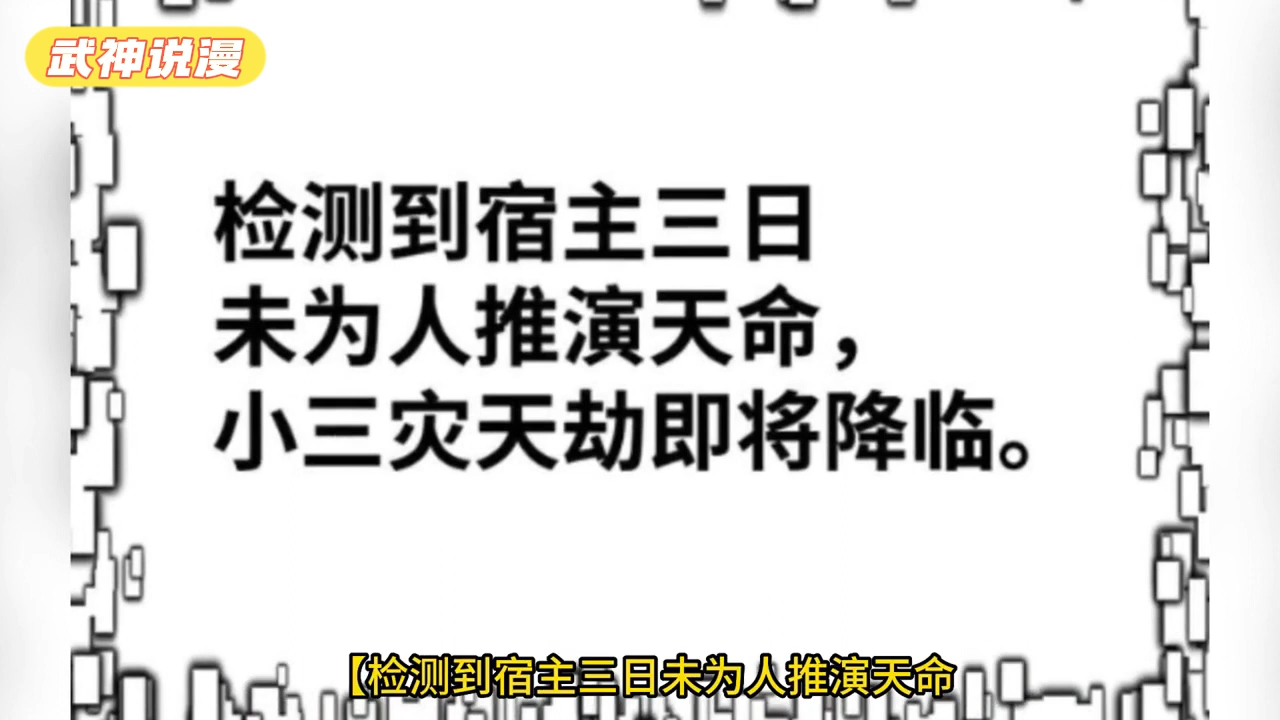 武神说漫
检测到宿主三日
未为人推演天命，
小三灾天劫即将降临。
【检测到宿主三日未为人推演天命